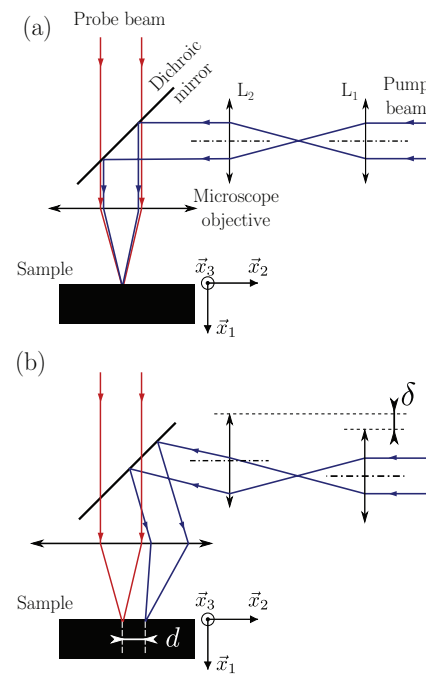 (a)
Probe beam
Dichroic
mirror
L₂
L₁
Pump
beam
Microscope
objective
Sample
x⃗₃
x⃗₂
x⃗₁
(b)
δ
Sample
x⃗₃
x⃗₂
d
x⃗₁